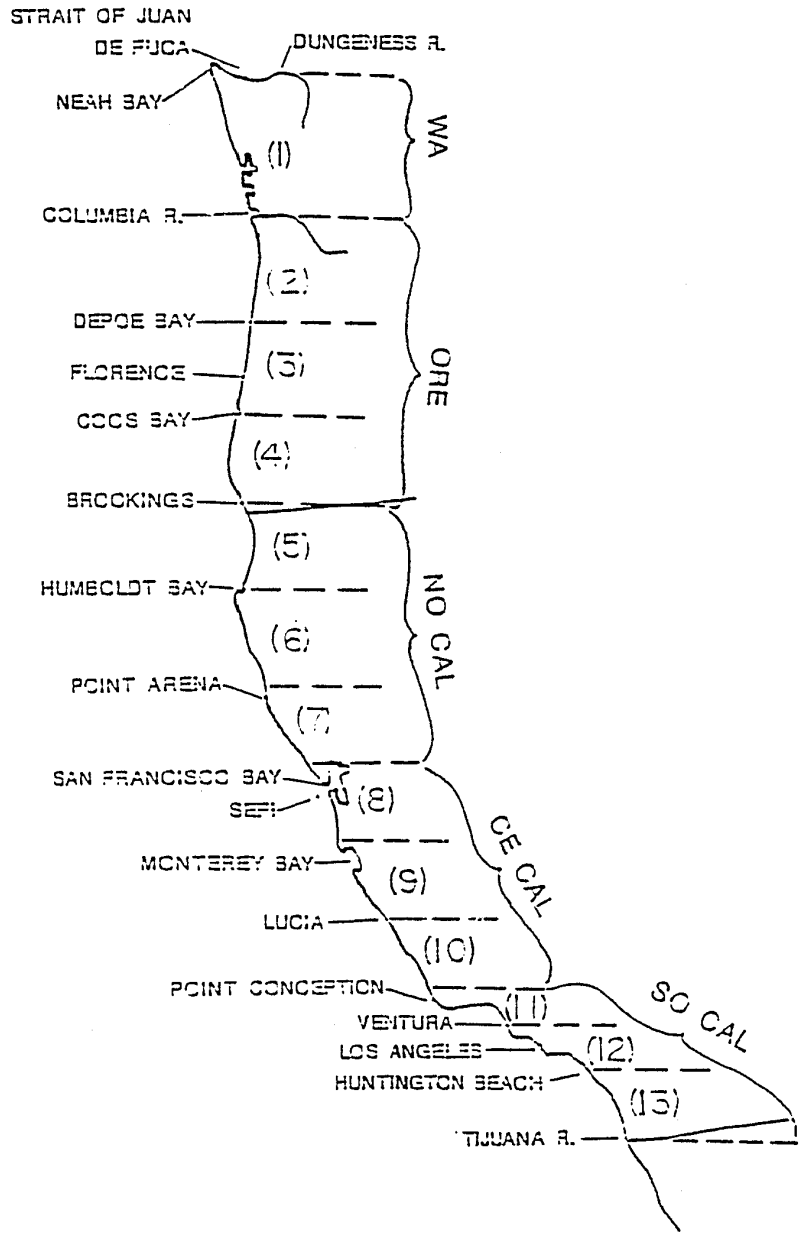 STRAIT OF JUAN
DE FUCA
DUNGENESS R.
NEAH BAY
WA
(1)
COLUMBIA R.
(2)
DEPOE BAY
ORE
(3)
FLORENCE
COOS BAY
(4)
BROOKINGS
(5)
HUMBOLDT BAY
NO CAL
(6)
POINT ARENA
(7)
SAN FRANCISCO BAY
(8)
SEFI
CE CAL
MONTEREY BAY
(9)
LUCIA
(10)
POINT CONCEPTION
(11)
SO CAL
VENTURA
(12)
LOS ANGELES
HUNTINGTON BEACH
(13)
TIJUANA R.